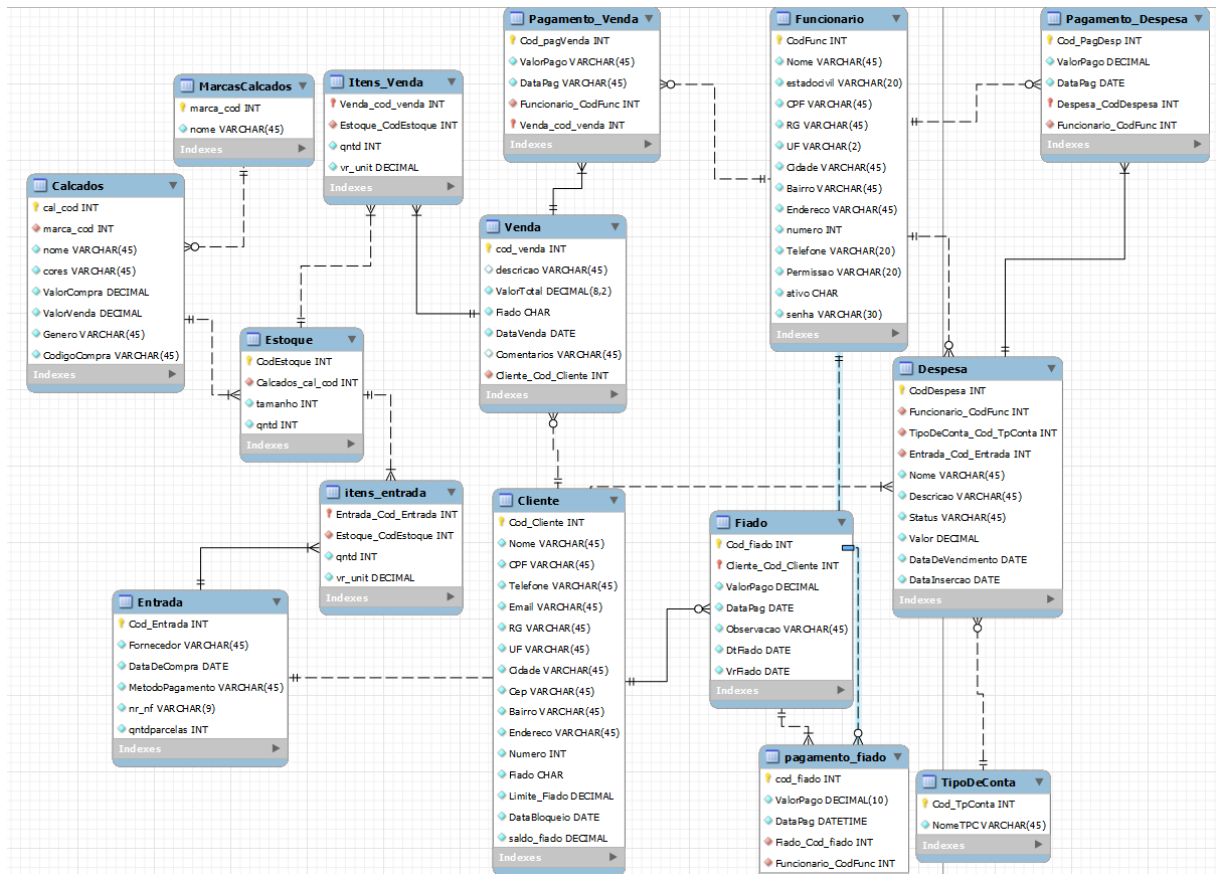 Pagamento_Venda
Cod_pagVenda INT
ValorPago VARCHAR(45)
DataPag VARCHAR(45)
Funcionario_CodFunc INT
Venda_cod_venda INT
Indexes
Funcionario
CodFunc INT
Nome VARCHAR(45)
estadocivil VARCHAR(20)
CPF VARCHAR(45)
RG VARCHAR(45)
UF VARCHAR(2)
Cidade VARCHAR(45)
Bairro VARCHAR(45)
Endereco VARCHAR(45)
numero INT
Telefone VARCHAR(20)
Permissao VARCHAR(20)
ativo CHAR
senha VARCHAR(30)
Indexes
Pagamento_Despesa
Cod_PagDesp INT
ValorPago DECIMAL
DataPag DATE
Despesa_CodDespesa INT
Funcionario_CodFunc INT
Indexes
MarcasCalcados
marca_cod INT
nome VARCHAR(45)
Indexes
Itens_Venda
Venda_cod_venda INT
Estoque_CodEstoque INT
qntd INT
vr_unit DECIMAL
Indexes
Calcados
cal_cod INT
marca_cod INT
nome VARCHAR(45)
cores VARCHAR(45)
ValorCompra DECIMAL
ValorVenda DECIMAL
Genero VARCHAR(45)
CodigoCompra VARCHAR(45)
Indexes
Venda
cod_venda INT
descricao VARCHAR(45)
ValorTotal DECIMAL(8,2)
Fiado CHAR
DataVenda DATE
Comentarios VARCHAR(45)
Cliente_Cod_Cliente INT
Indexes
Estoque
CodEstoque INT
Calcados_cal_cod INT
tamanho INT
qntd INT
Indexes
Despesa
CodDespesa INT
Funcionario_CodFunc INT
TipoDeConta_Cod_TpConta INT
Entrada_Cod_Entrada INT
Nome VARCHAR(45)
Descricao VARCHAR(45)
Status VARCHAR(45)
Valor DECIMAL
DataDeVencimento DATE
DataInsercao DATE
Indexes
itens_entrada
Entrada_Cod_Entrada INT
Estoque_CodEstoque INT
qntd INT
vr_unit DECIMAL
Indexes
Cliente
Cod_Cliente INT
Nome VARCHAR(45)
CPF VARCHAR(45)
Telefone VARCHAR(45)
Email VARCHAR(45)
RG VARCHAR(45)
UF VARCHAR(45)
Cidade VARCHAR(45)
Cep VARCHAR(45)
Bairro VARCHAR(45)
Endereco VARCHAR(45)
Numero INT
Fiado CHAR
Limite_Fiado DECIMAL
DataBloqueio DATE
saldo_fiado DECIMAL
Indexes
Fiado
Cod_fiado INT
Cliente_Cod_Cliente INT
ValorPago DECIMAL
DataPag DATE
Observacao VARCHAR(45)
DtFiado DATE
VrFiado DATE
Indexes
Entrada
Cod_Entrada INT
Fornecedor VARCHAR(45)
DataDeCompra DATE
MetodoPagamento VARCHAR(45)
nr_nf VARCHAR(9)
qntdparcelas INT
Indexes
pagamento_fiado
cod_fiado INT
ValorPago DECIMAL(10)
DataPag DATETIME
Fiado_Cod_fiado INT
Funcionario_CodFunc INT
TipoDeConta
Cod_TpConta INT
NomeTPC VARCHAR(45)
Indexes